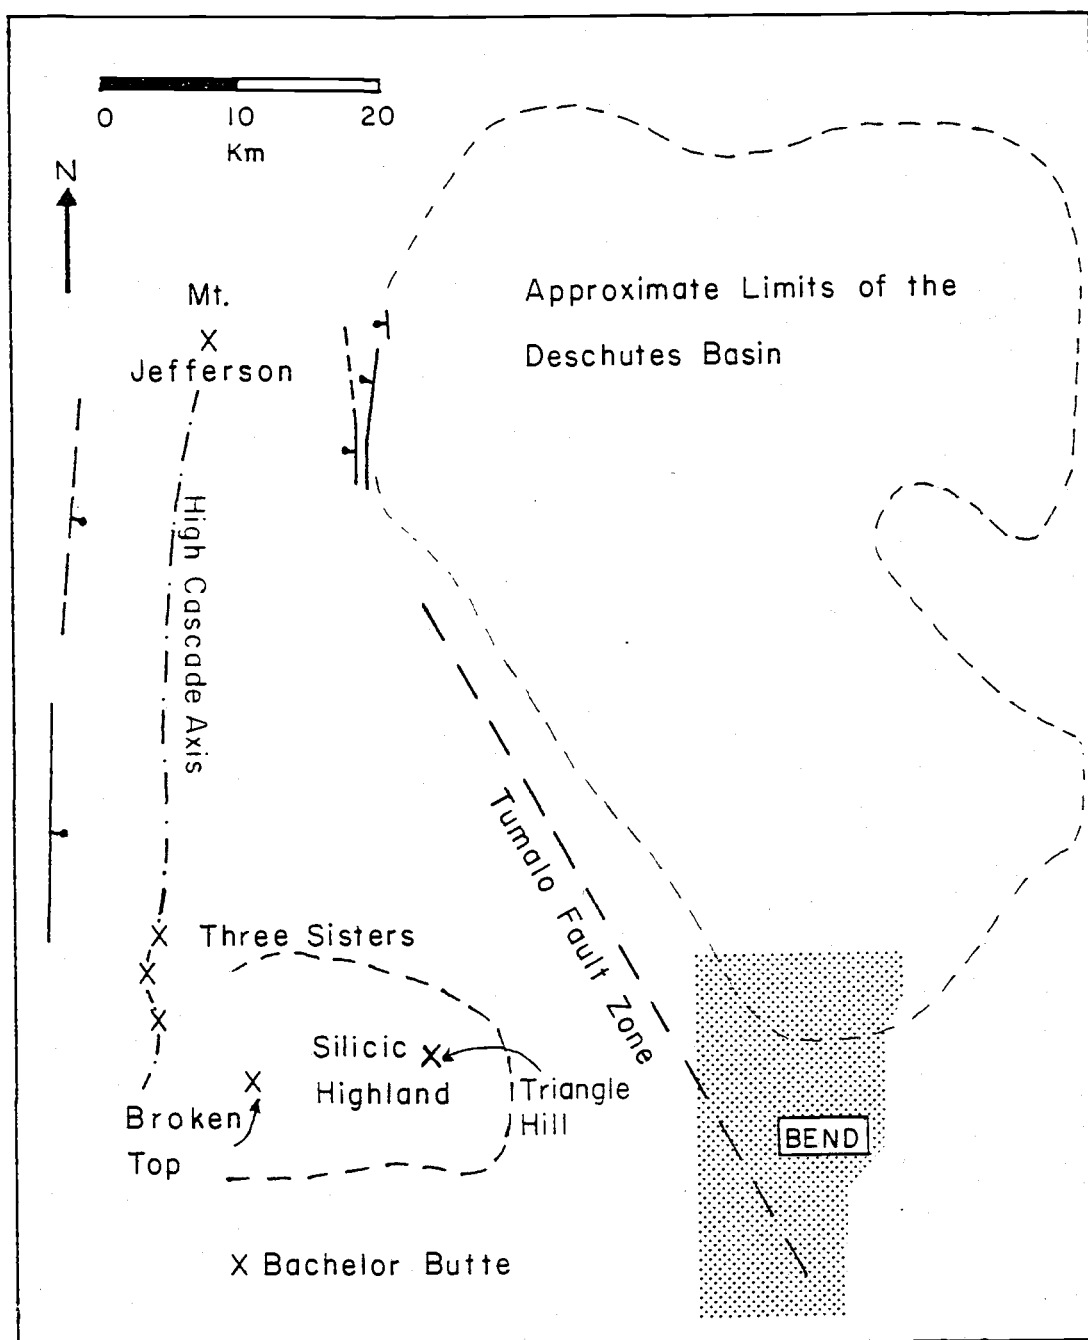 0 10 20
Km
N
Mt.
Jefferson
Approximate Limits of the
Deschutes Basin
High Cascade Axis
Tumalo Fault Zone
Three Sisters
Silicic
Highland
Triangle
Hill
Broken
Top
BEND
Bachelor Butte